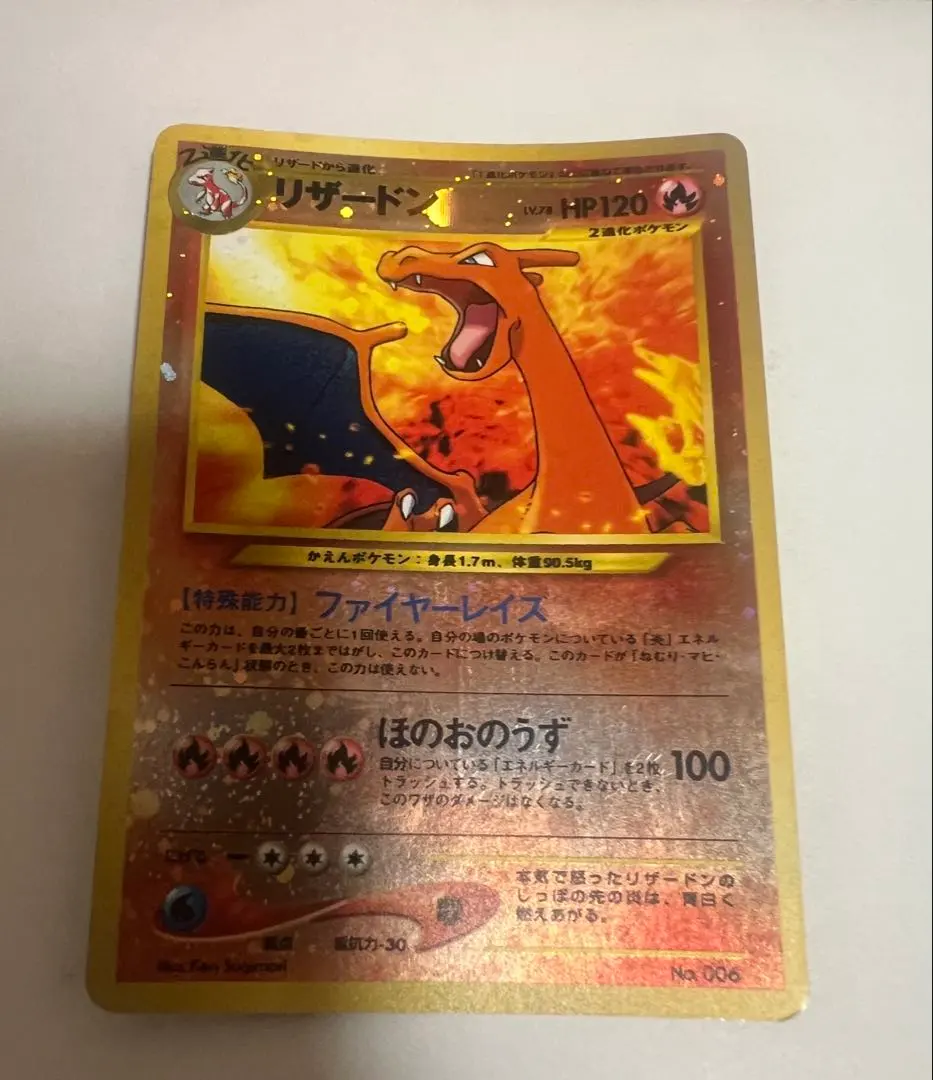 2進化
リザードから進化
リザードン
LV.78 HP120
2進化ポケモン
かえんポケモン：身長1.7m、体重90.5kg
【特殊能力】 ファイヤーレイズ
この力は、自分の番ごとに1回使える。自分の場のポケモンについている「炎」エネル
ギーカードを最大2枚まではがし、このカードにつけ替える。このカードが「ねむり・マヒ・
こんらん」状態のとき、この力は使えない。
ほのおのうず
100
自分についている「エネルギーカード」を2枚
トラッシュする。トラッシュできないとき、
このワザのダメージはなくなる。
にげる
弱点 抵抗力-30
本気で怒ったリザードンの
しっぽの先の炎は、青白く
燃えあがる。
Illus. Ken Sugimori
No. 006